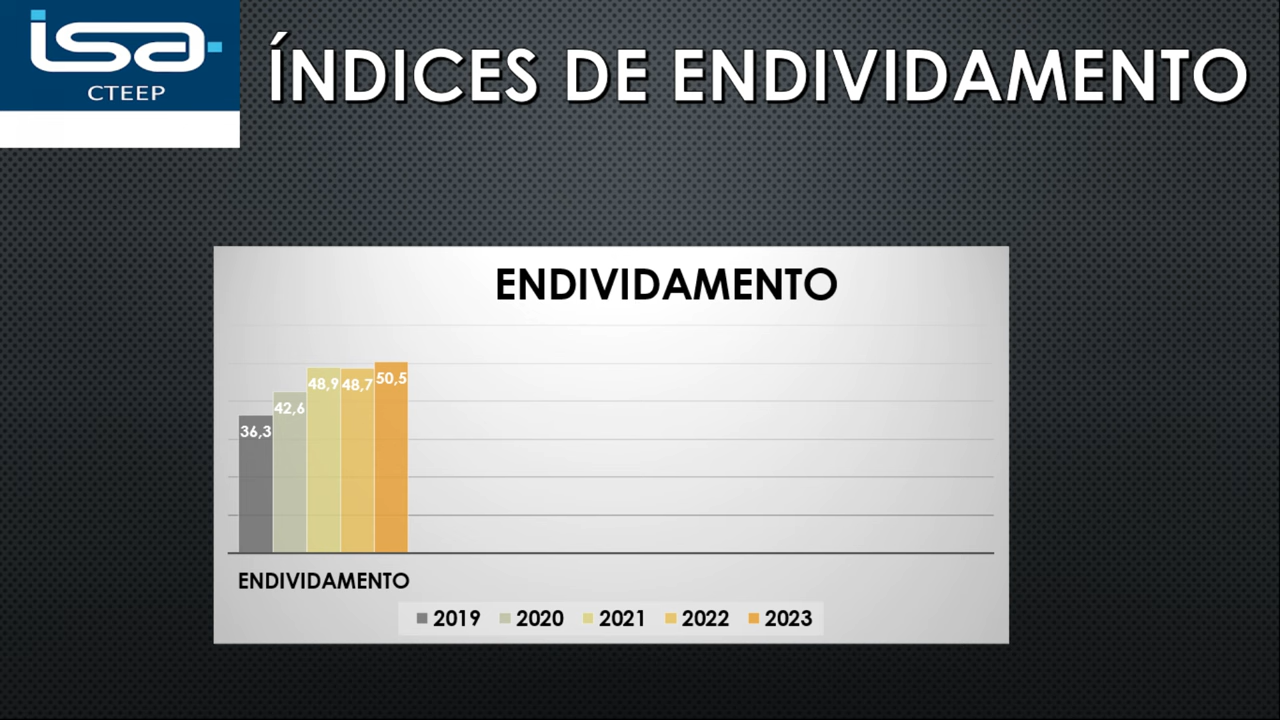 isa
CTEEP
ÍNDICES DE ENDIVIDAMENTO
ENDIVIDAMENTO
36,3
42,6
48,9
48,7
50,5
ENDIVIDAMENTO
2019 2020 2021 2022 2023